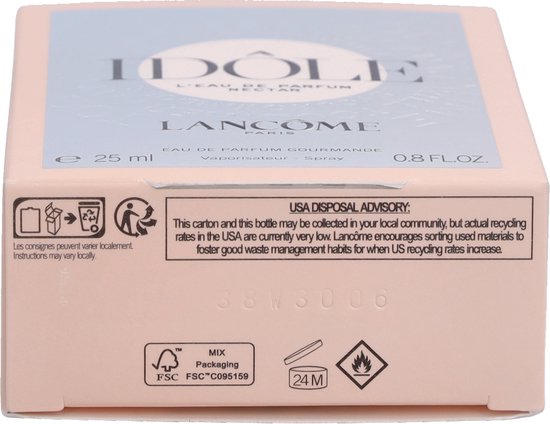 IDÔLE
L'EAU DE PARFUM
NECTAR
LANCÔME
PARIS
EAU DE PARFUM GOURMANDE
e 25 ml Vaporisateur - Spray 0.8 FL.OZ.
Les consignes peuvent varier localement.
Instructions may vary locally.
USA DISPOSAL ADVISORY:
This carton and this bottle may be collected in your local community, but actual recycling
rates in the USA are currently very low. Lancôme encourages sorting used materials to
foster good waste management habits for when US recycling rates increase.
38W3006
FSC
MIX
Packaging
FSC™C095159
24M